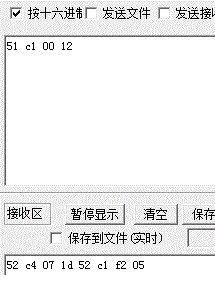 按十六进制 发送文件 发送接收
51 c1 00 12
接收区 暂停显示 清空 保存
保存到文件(实时)
52 c4 07 1d 52 c1 f2 05